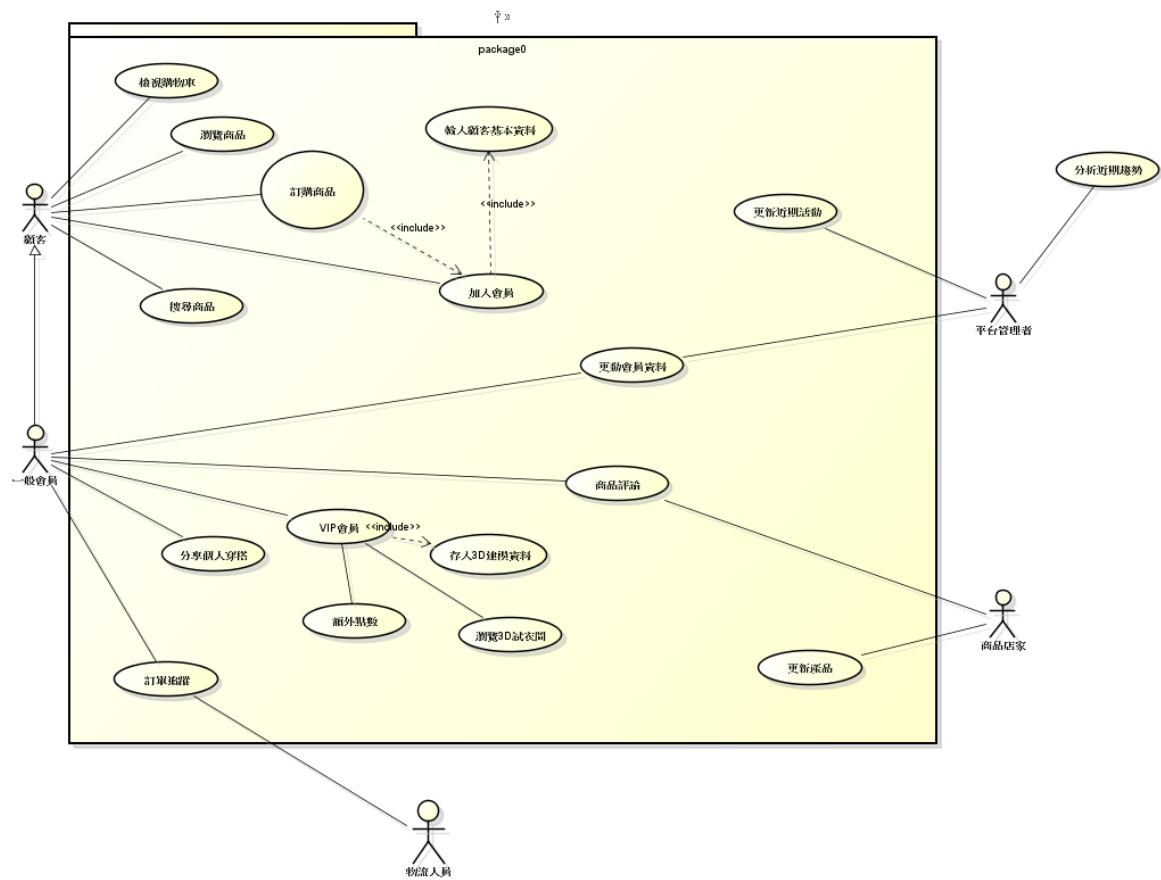 package0
檢視購物車
瀏覽商品
輸入顧客基本資料
訂購商品
分析近期趨勢
更新近期活動
<<include>>
<<include>>
顧客
加入會員
搜尋商品
平台管理者
更動會員資料
一般會員
商品評論
VIP會員
<<include>>
分享個人穿搭
存入3D建模資料
額外點數
瀏覽3D試衣間
商品店家
更新產品
訂單追蹤
物流人員